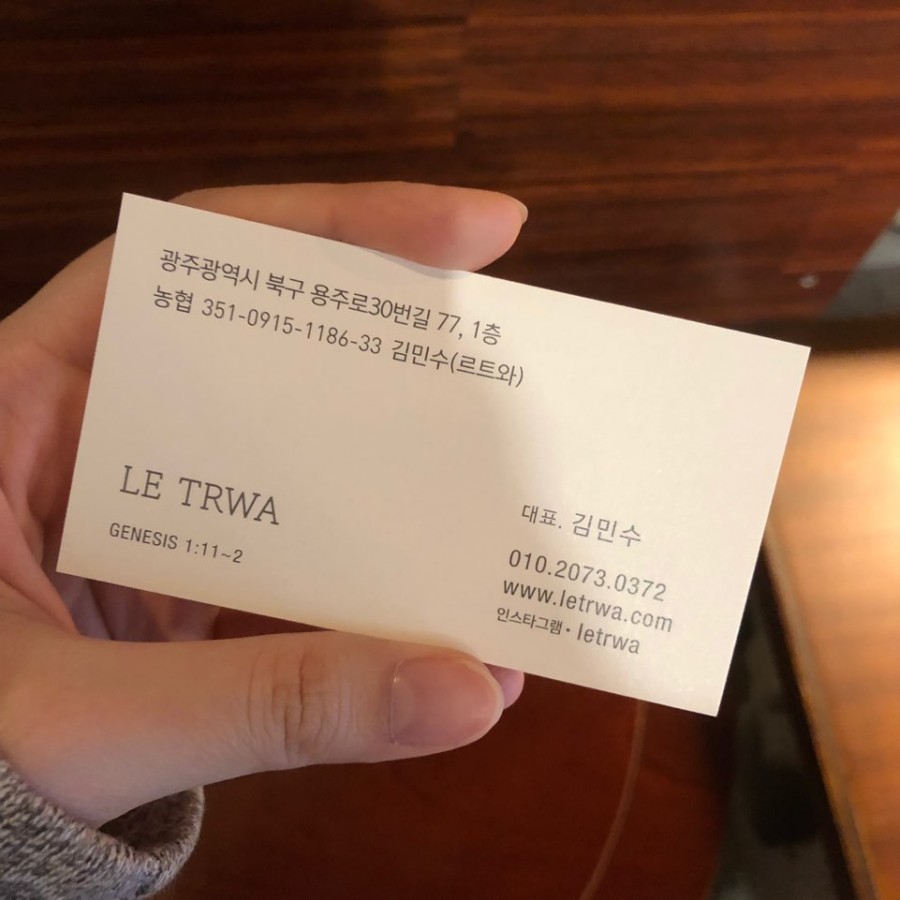 광주광역시 북구 용주로30번길 77, 1층
농협 351-0915-1186-33 김민수(르트와)
LE TRWA
GENESIS 1:11~2
대표. 김민수
010.2073.0372
www.letrwa.com
인스타그램· letrwa